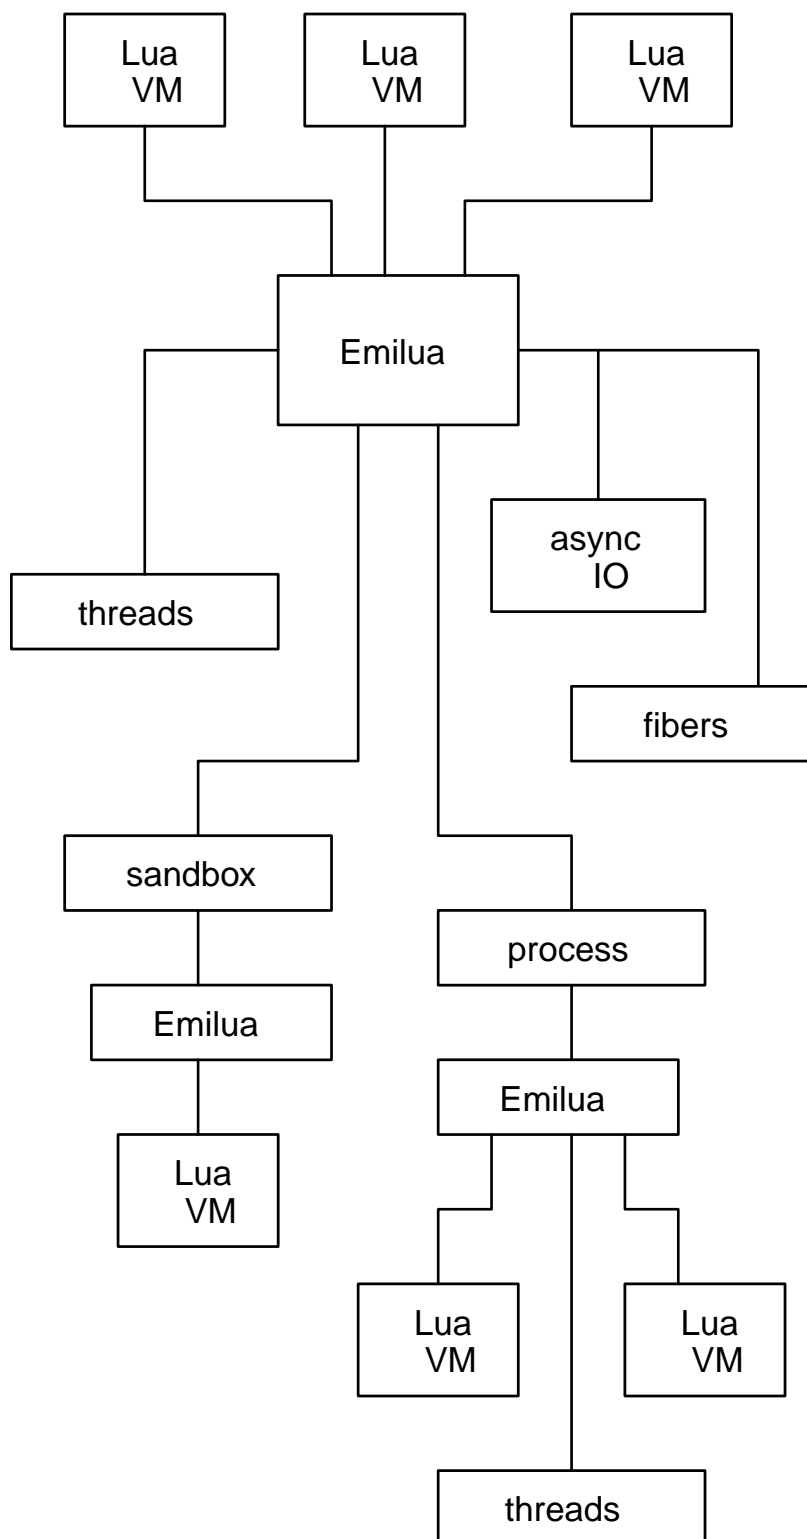 Lua
VM
Lua
VM
Lua
VM
Emilua
async
IO
threads
fibers
sandbox
process
Emilua
Emilua
Lua
VM
Lua
VM
Lua
VM
threads